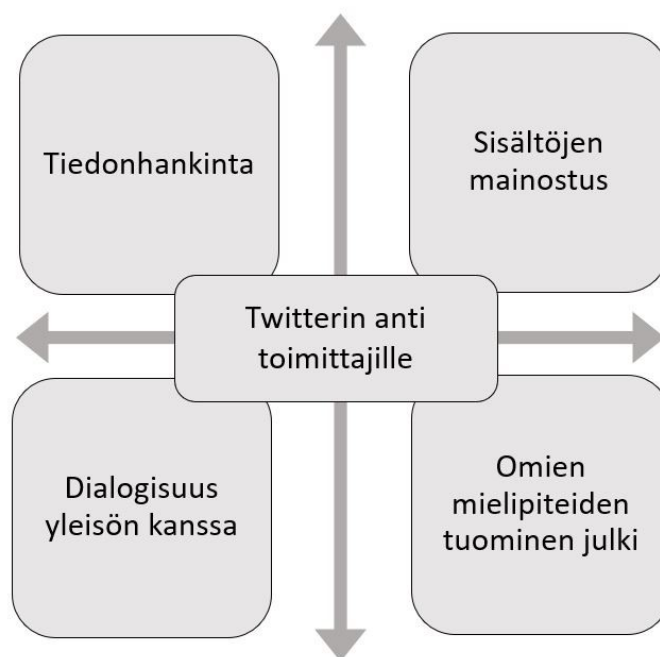 Tiedonhankinta
Sisältöjen
mainostus
Twitterin anti
toimittajille
Dialogisuus
yleisön kanssa
Omien
mielipiteiden
tuominen julki